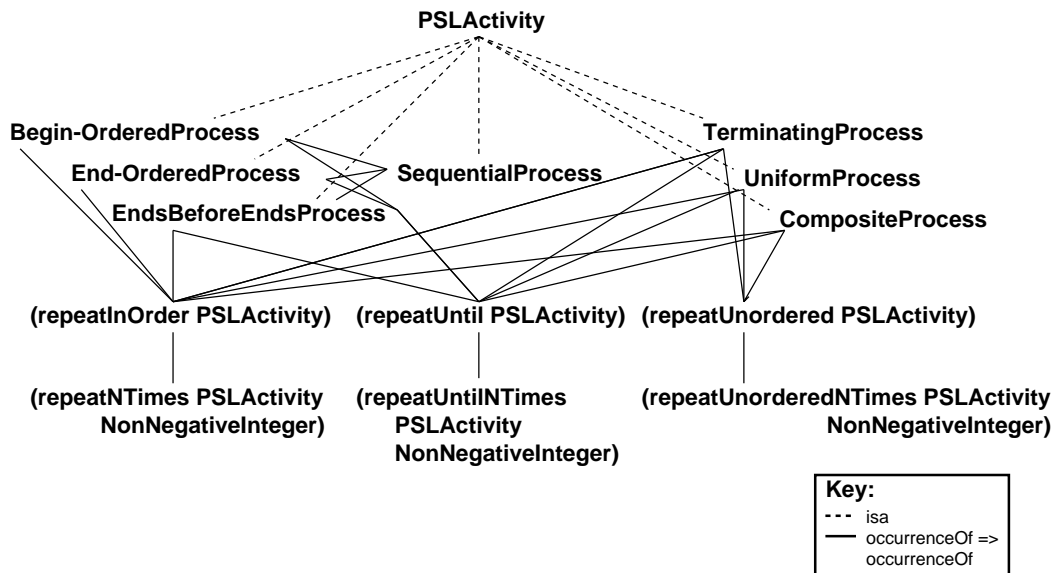 PSLActivity
Begin-OrderedProcess
TerminatingProcess
End-OrderedProcess
SequentialProcess
UniformProcess
EndsBeforeEndsProcess
CompositeProcess
(repeatInOrder PSLActivity)
(repeatUntil PSLActivity)
(repeatUnordered PSLActivity)
(repeatNTimes PSLActivity
NonNegativeInteger)
(repeatUntilNTimes
PSLActivity
NonNegativeInteger)
(repeatUnorderedNTimes PSLActivity
NonNegativeInteger)
Key:
isa
occurrenceOf =>
occurrenceOf